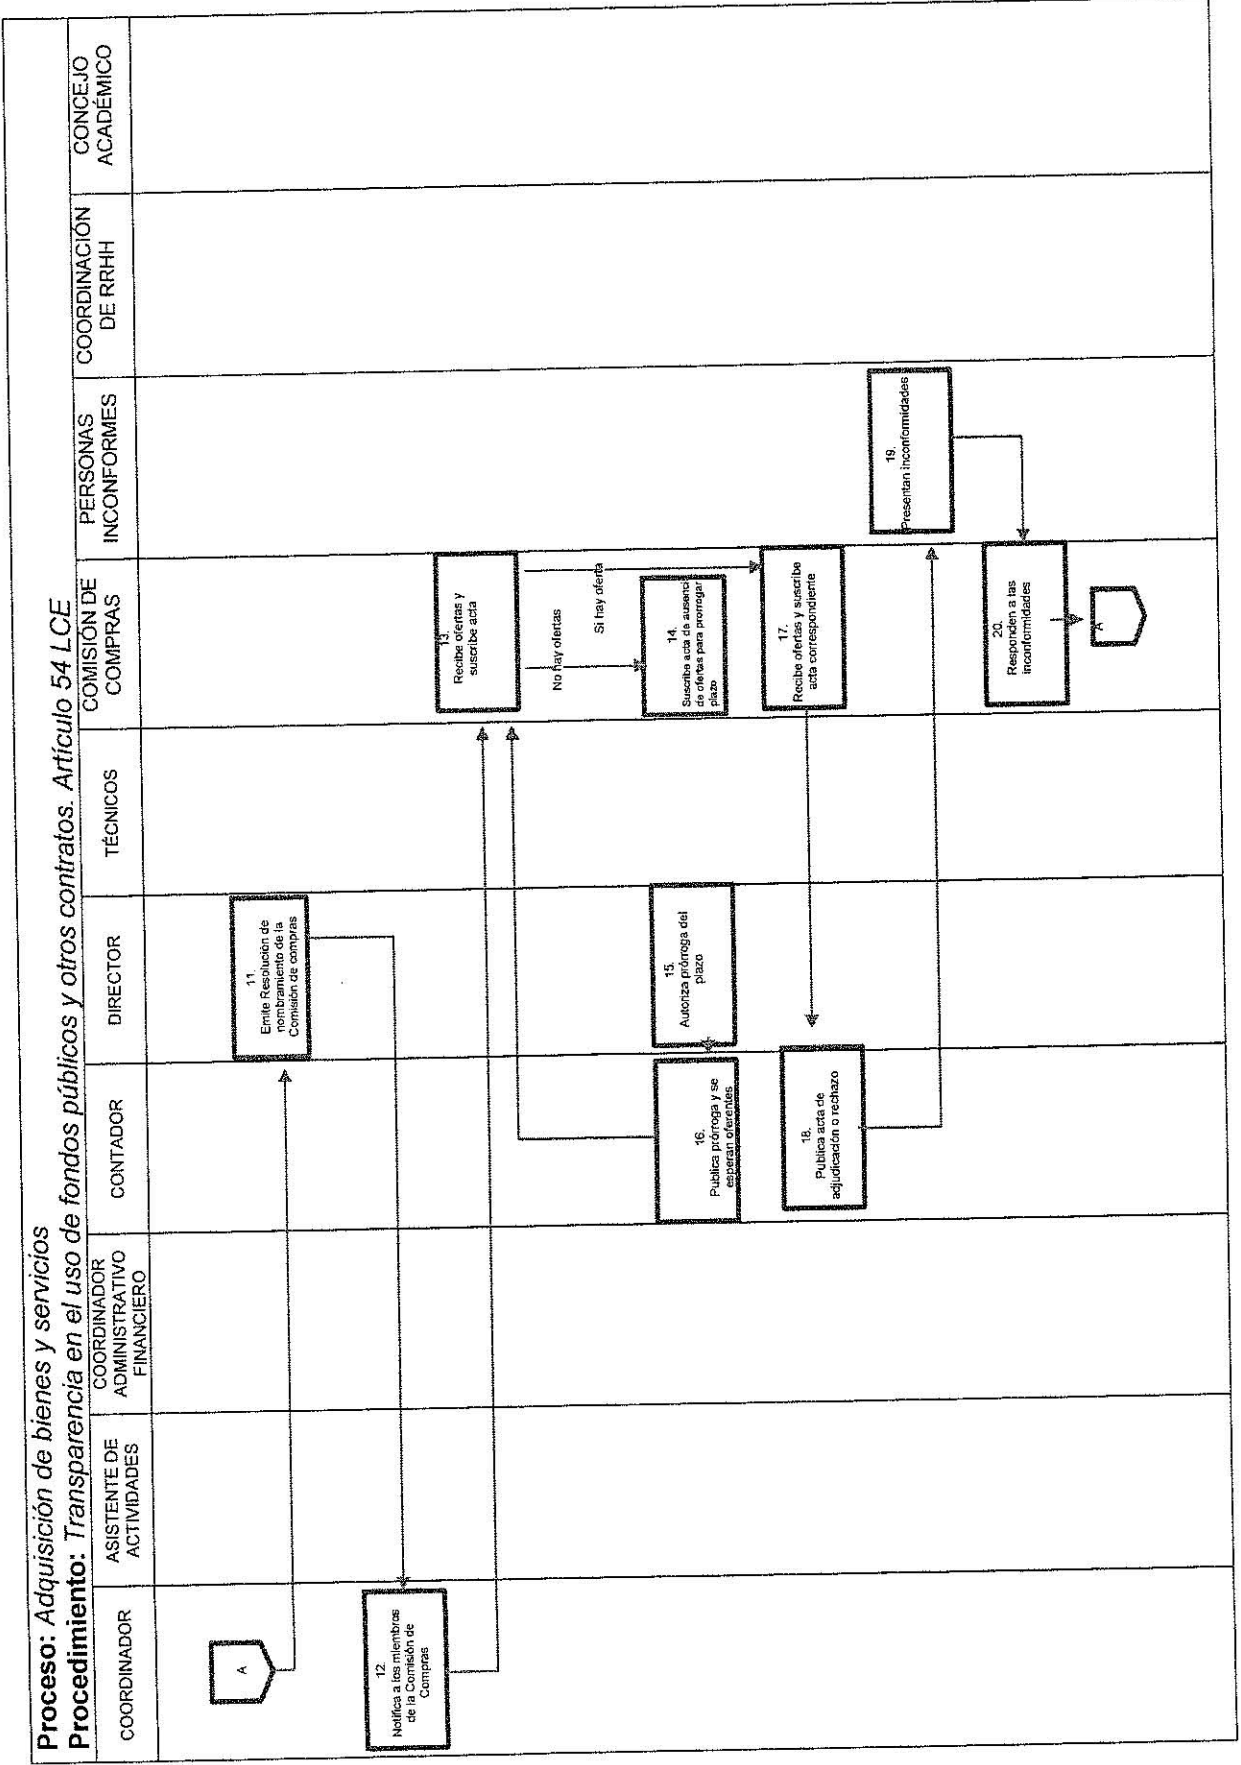 Proceso: Adquisición de bienes y servicios
Procedimiento: Transparencia en el uso de fondos públicos y otros contratos. Artículo 54 LCE
COORDINADOR
ASISTENTE DE
ACTIVIDADES
COORDINADOR
ADMINISTRATIVO
FINANCIERO
CONTADOR
DIRECTOR
TÉCNICOS
COMISIÓN DE
COMPRAS
PERSONAS
INCONFORMES
COORDINACIÓN
DE RRHH
CONCEJO
ACADÉMICO
A
11.
Emite Resolución de
nombramiento de la
Comisión de compras
12.
Notifica a los miembros
de la Comisión de
Compras
13.
Recibe ofertas y
suscribe acta
No hay ofertas
Si hay oferta
14.
Suscribe acta de ausenci
de ofertas para prorrogar
plazo
15.
Autoriza prórroga del
plazo
16.
Publica prórroga y se
esperan oferentes
17.
Recibe ofertas y suscribe
acta correspondiente
18.
Publica acta de
adjudicación o rechazo
19.
Presentan inconformidades
20.
Responden a las
inconformidades
A